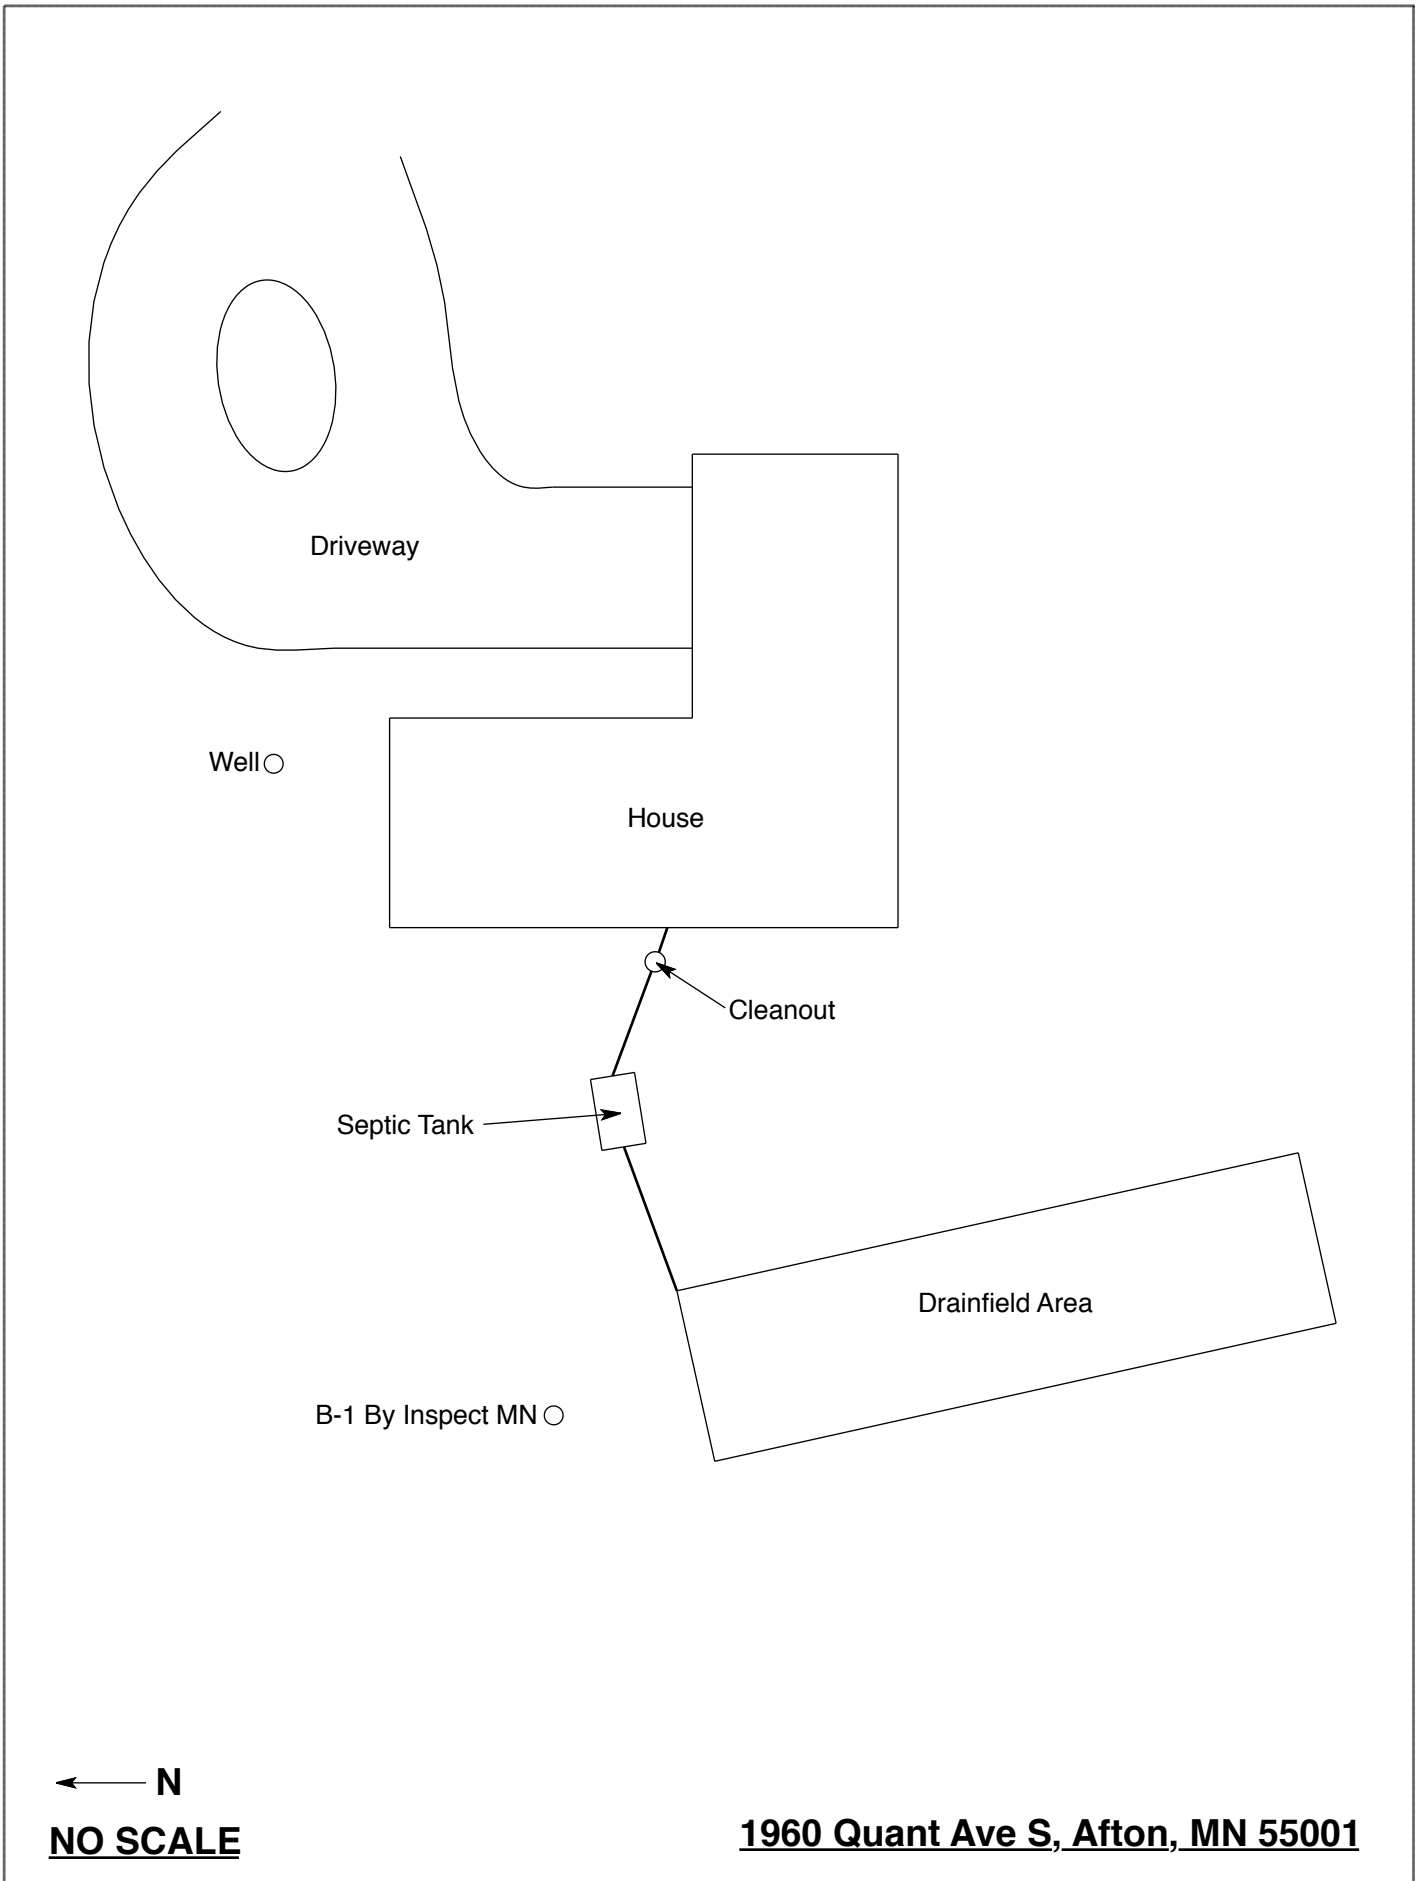 Driveway
Well
House
Cleanout
Septic Tank
Drainfield Area
B-1 By Inspect MN
N
NO SCALE
1960 Quant Ave S, Afton, MN 55001